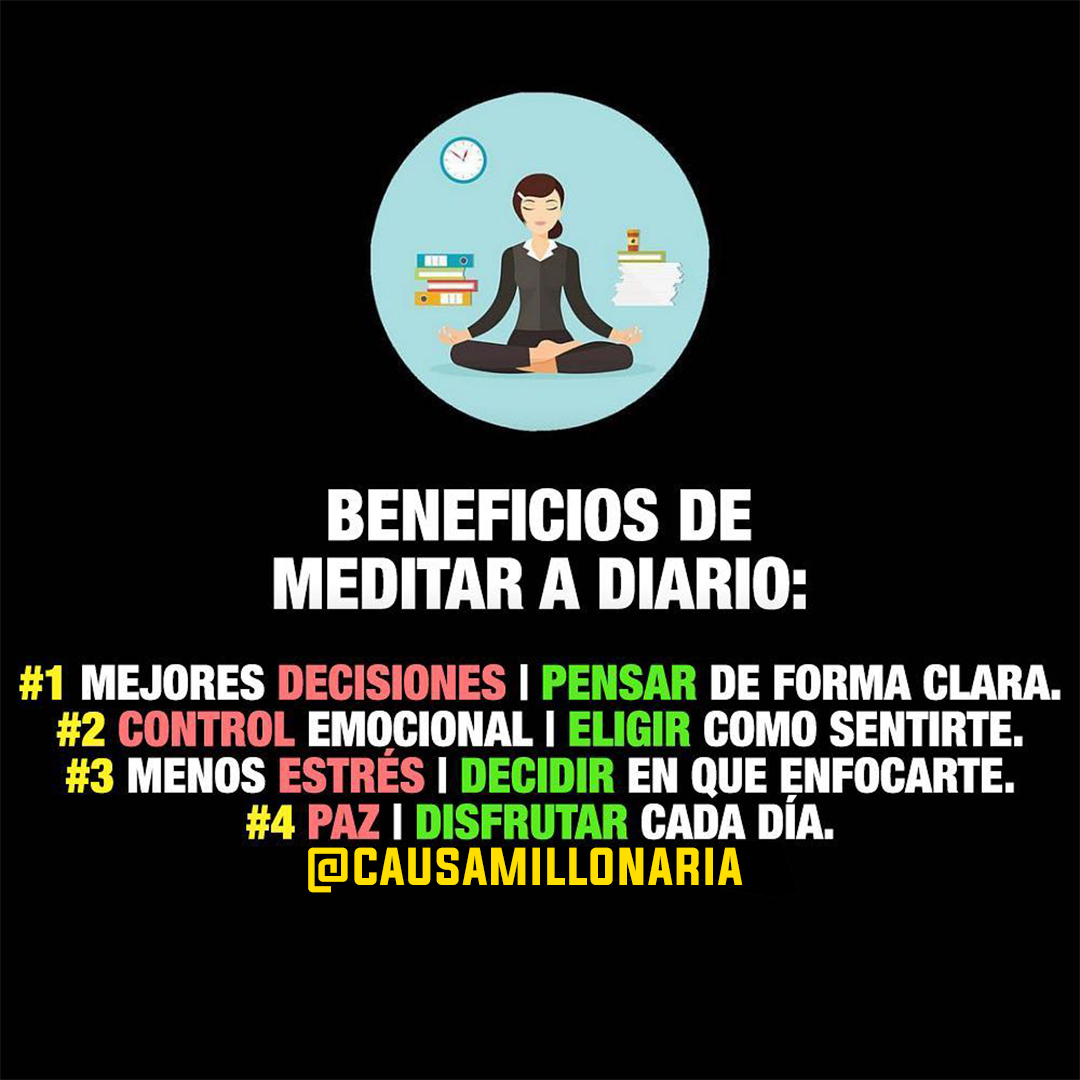 BENEFICIOS DE
MEDITAR A DIARIO:
#1 MEJORES DECISIONES | PENSAR DE FORMA CLARA.
#2 CONTROL EMOCIONAL | ELIGIR COMO SENTIRTE.
#3 MENOS ESTRÉS | DECIDIR EN QUE ENFOCARTE.
#4 PAZ | DISFRUTAR CADA DÍA.
@CAUSAMILLONARIA